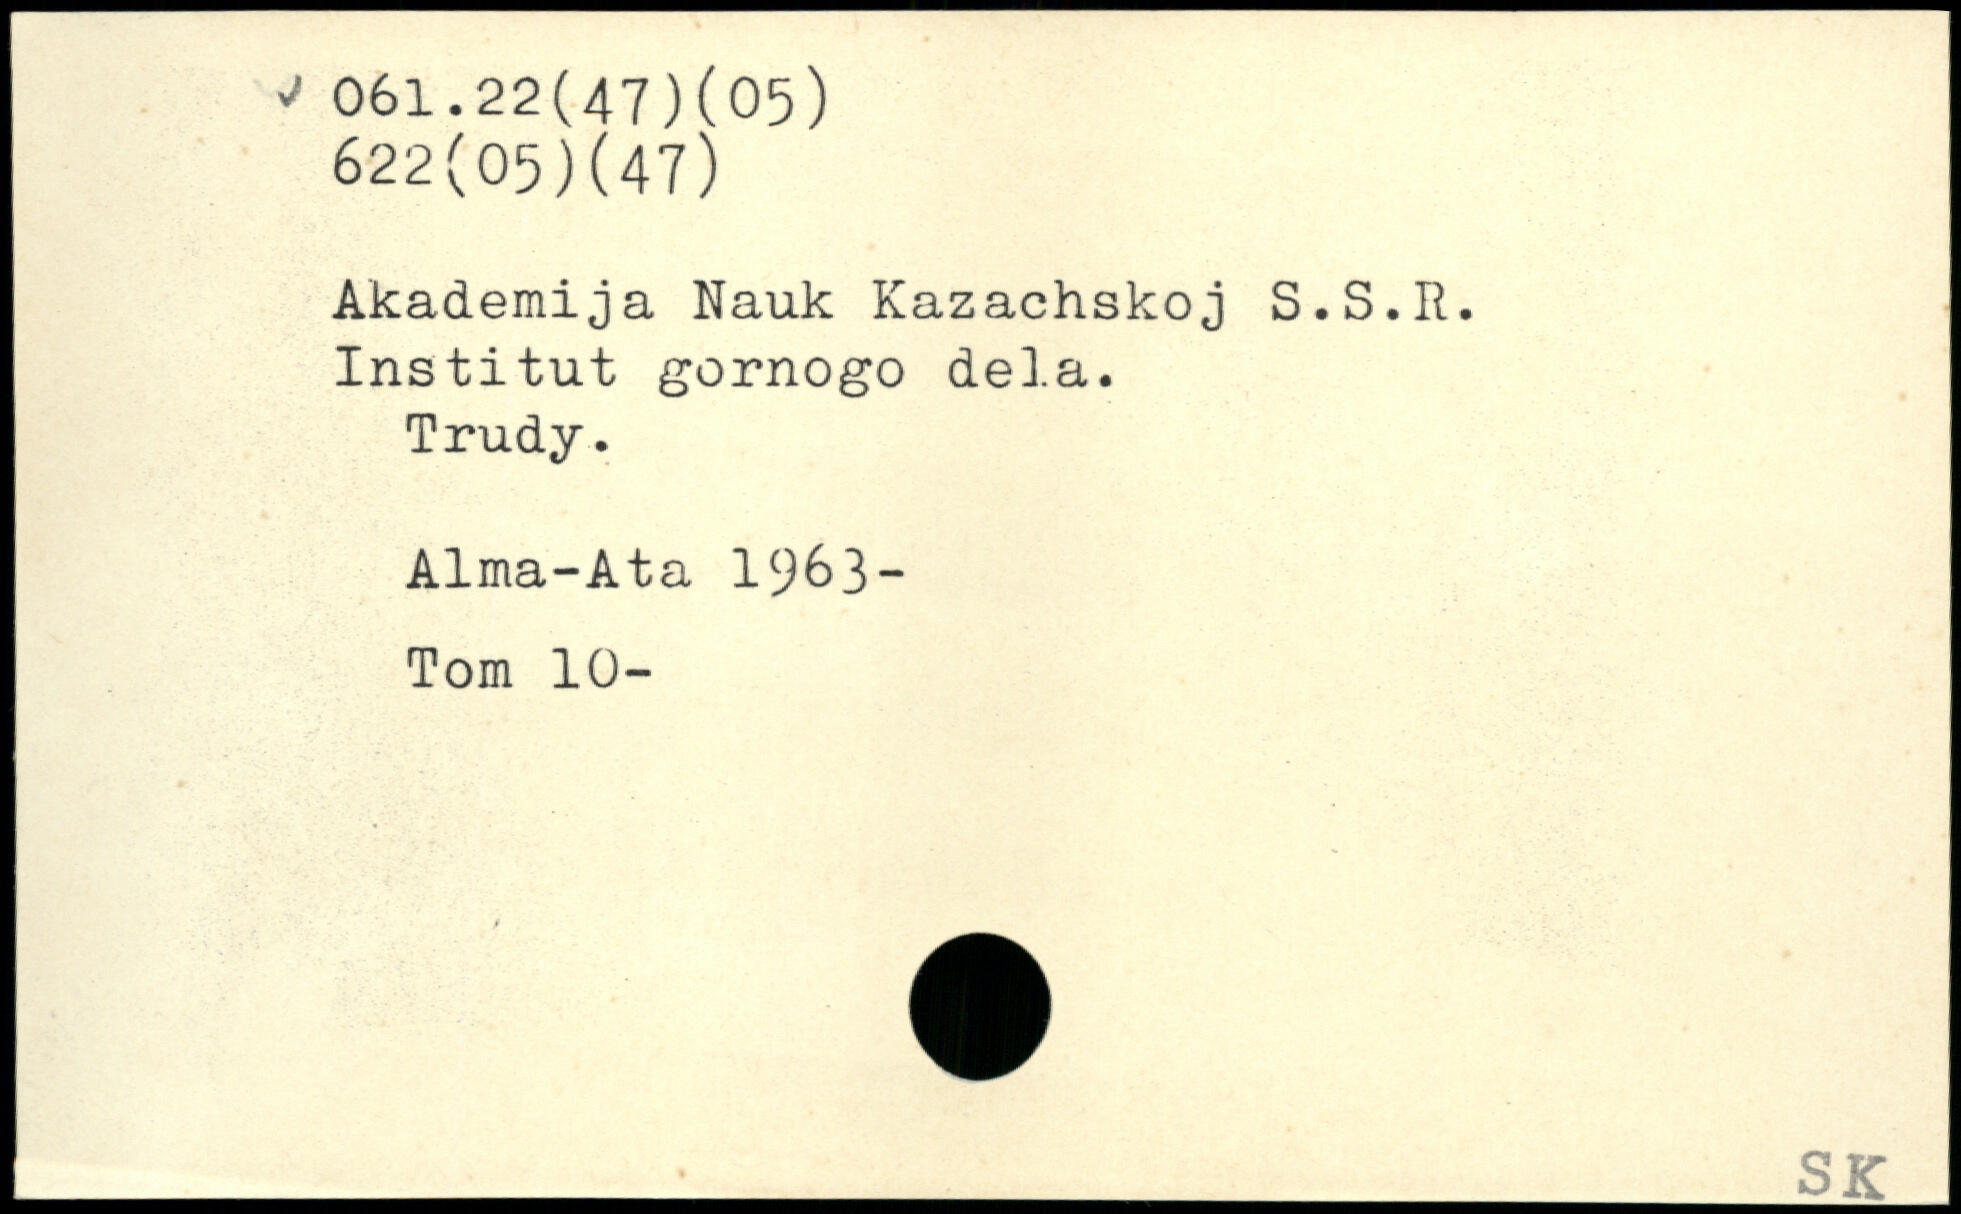 ✓ 061.22(47)(05)
622(05)(47)
Akademija Nauk Kazachskoj S.S.R.
Institut gornogo dela.
Trudy.
Alma-Ata 1963-
Tom 10-
SK